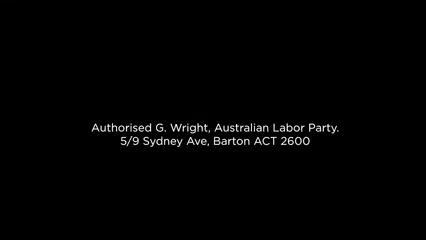 Authorised G. Wright, Australian Labor Party.
5/9 Sydney Ave, Barton ACT 2600